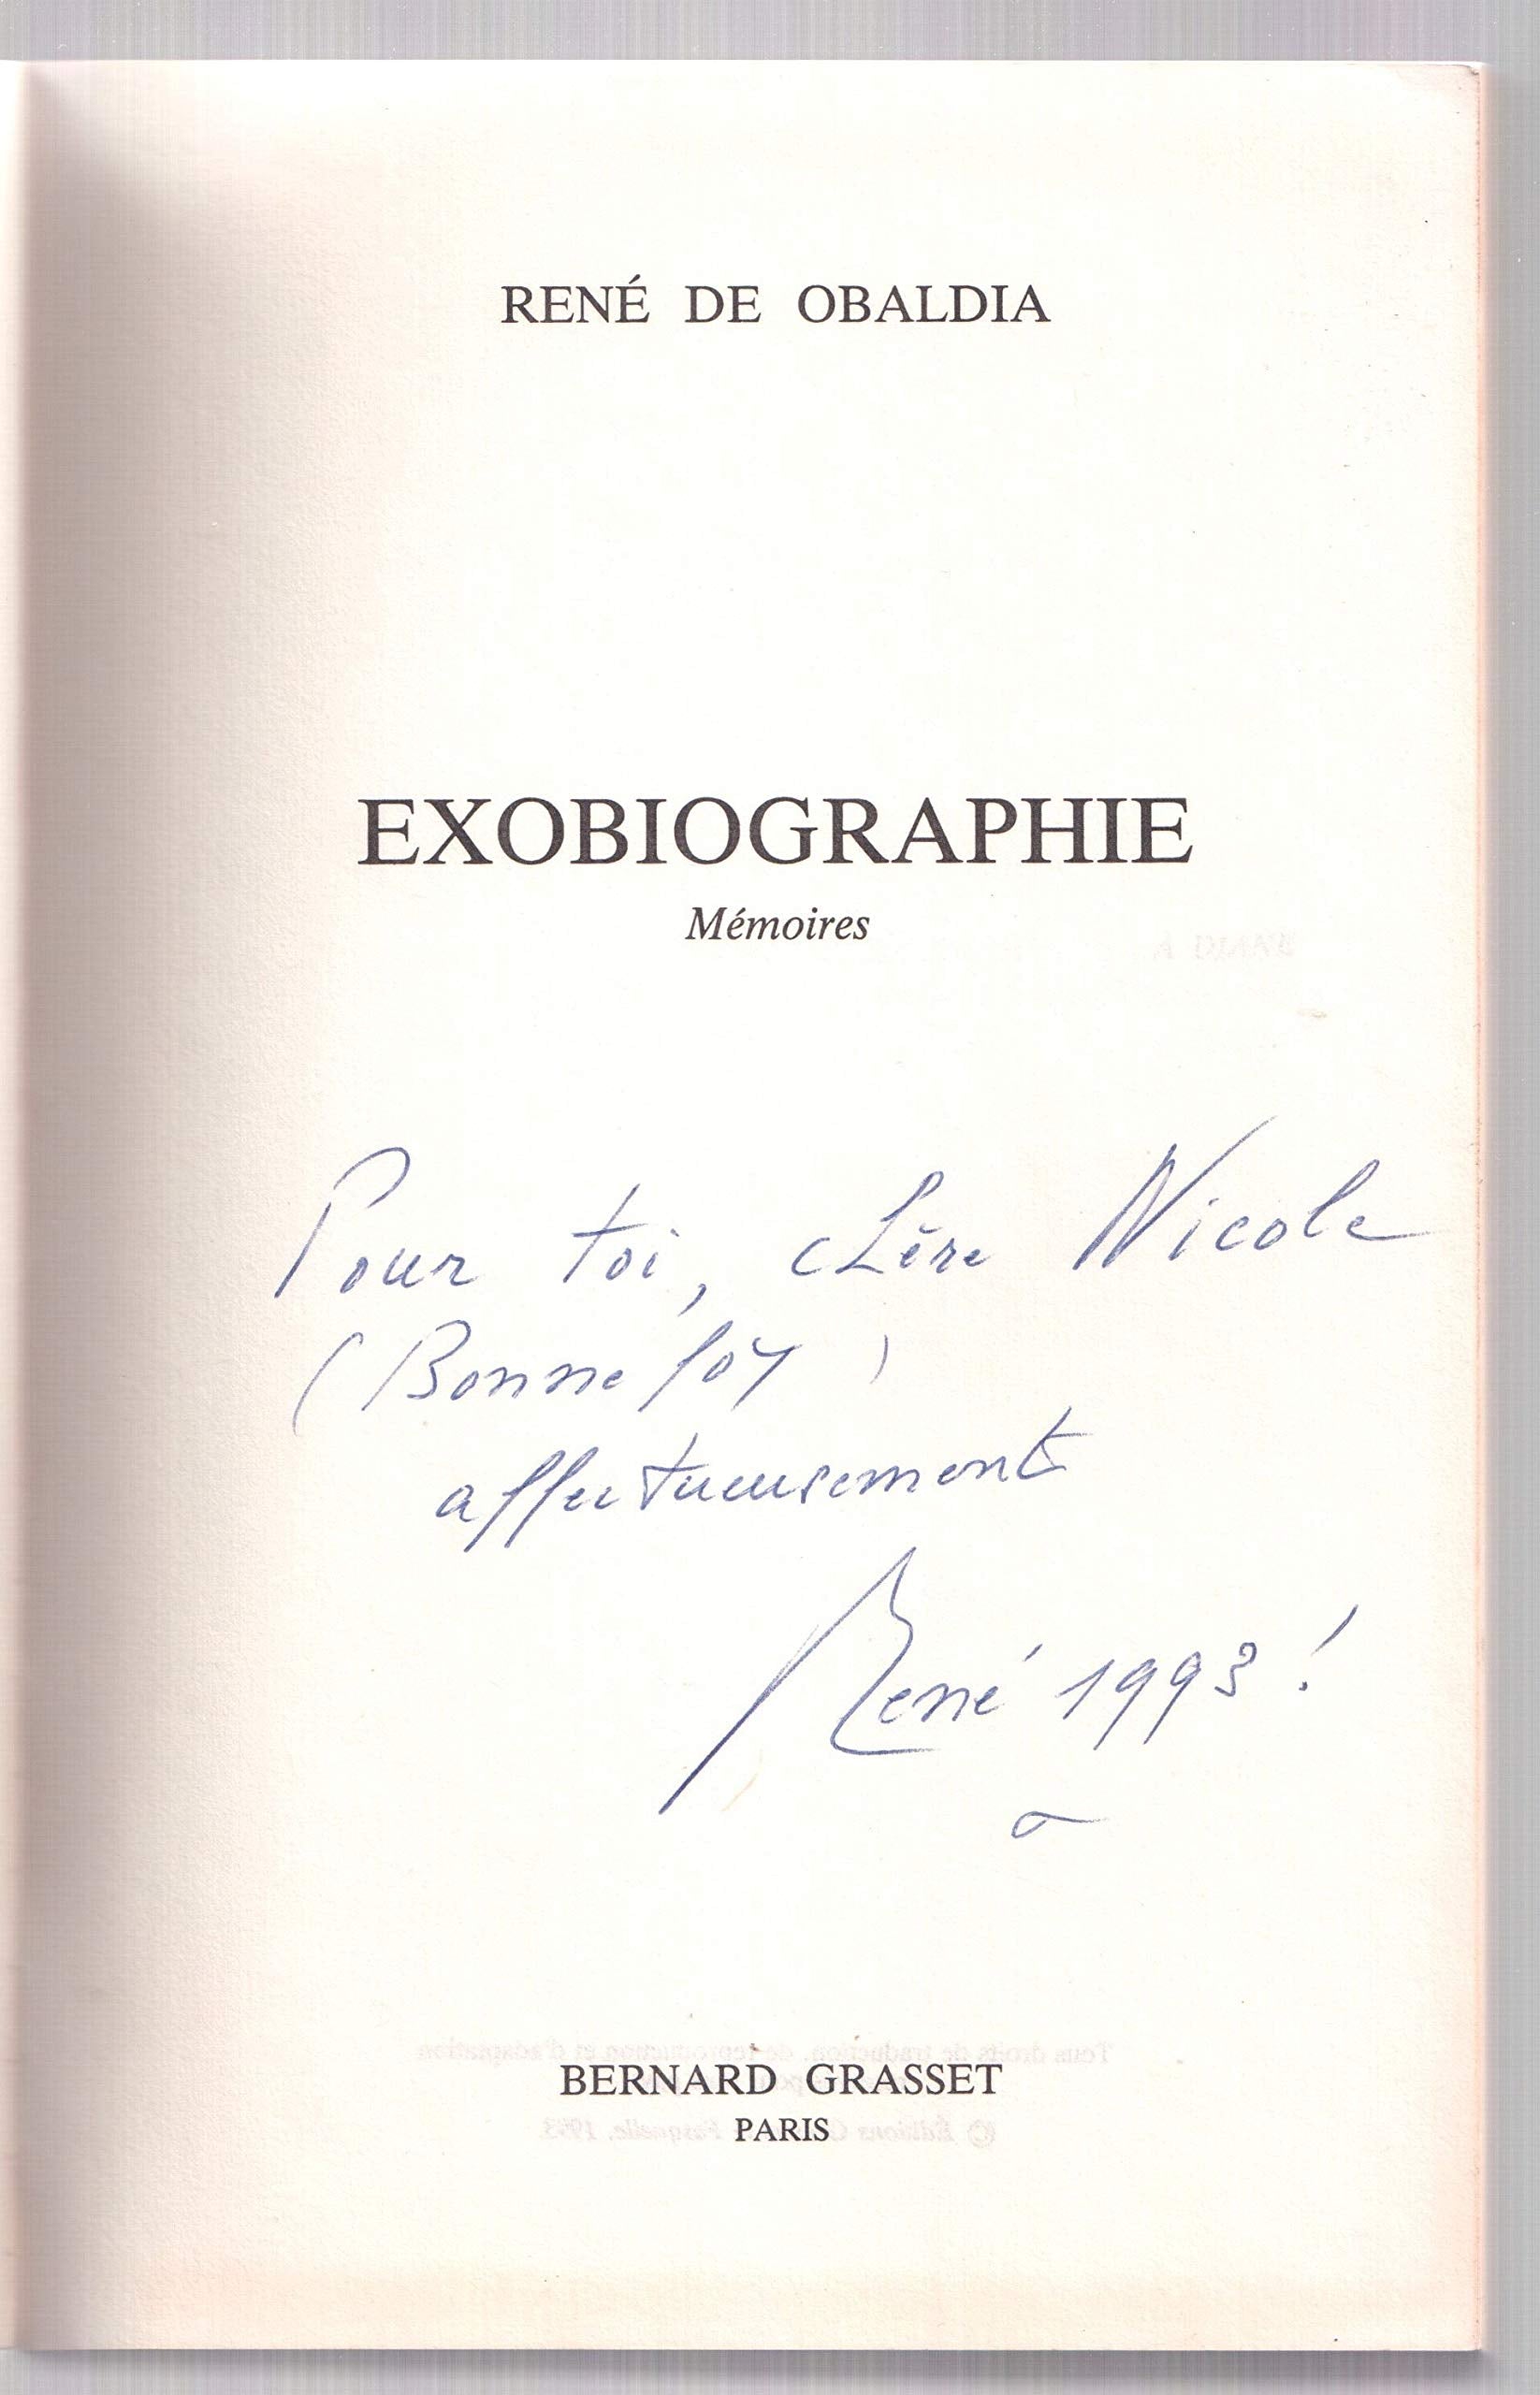 RENÉ DE OBALDIA
EXOBIOGRAPHIE
Mémoires
Pour toi, chère Nicole
(Bonnefoy)
affectueusement
René 1993 !
BERNARD GRASSET
PARIS